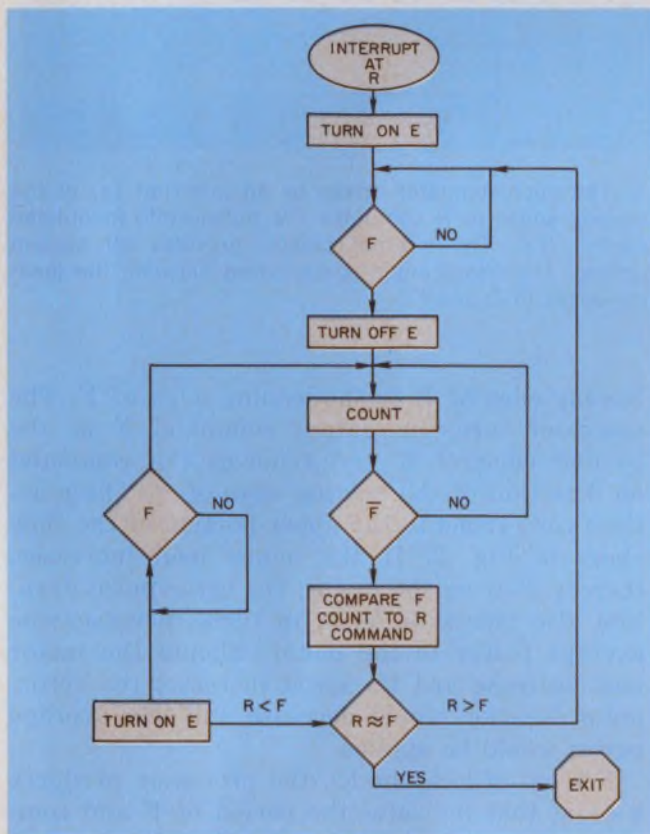 INTERRUPT
AT
R
TURN ON E
F
NO
TURN OFF E
COUNT
F
NO
F̅
NO
COMPARE F
COUNT TO R
COMMAND
TURN ON E
R < F
R ≈ F
R > F
YES
EXIT